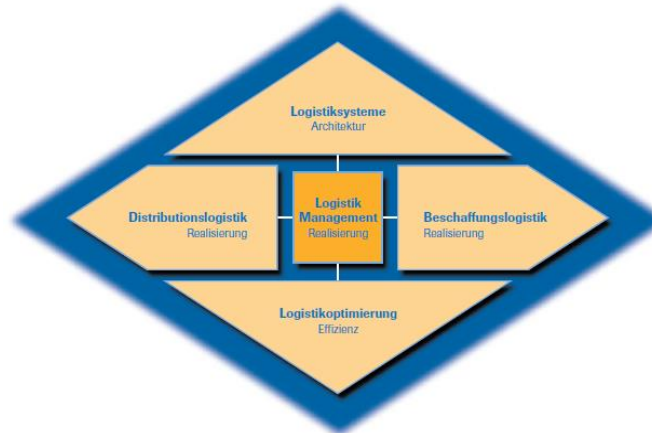 Logistiksysteme
Architektur
Distributionslogistik
Realisierung
Logistik
Management
Realisierung
Beschaffungslogistik
Realisierung
Logistikoptimierung
Effizienz